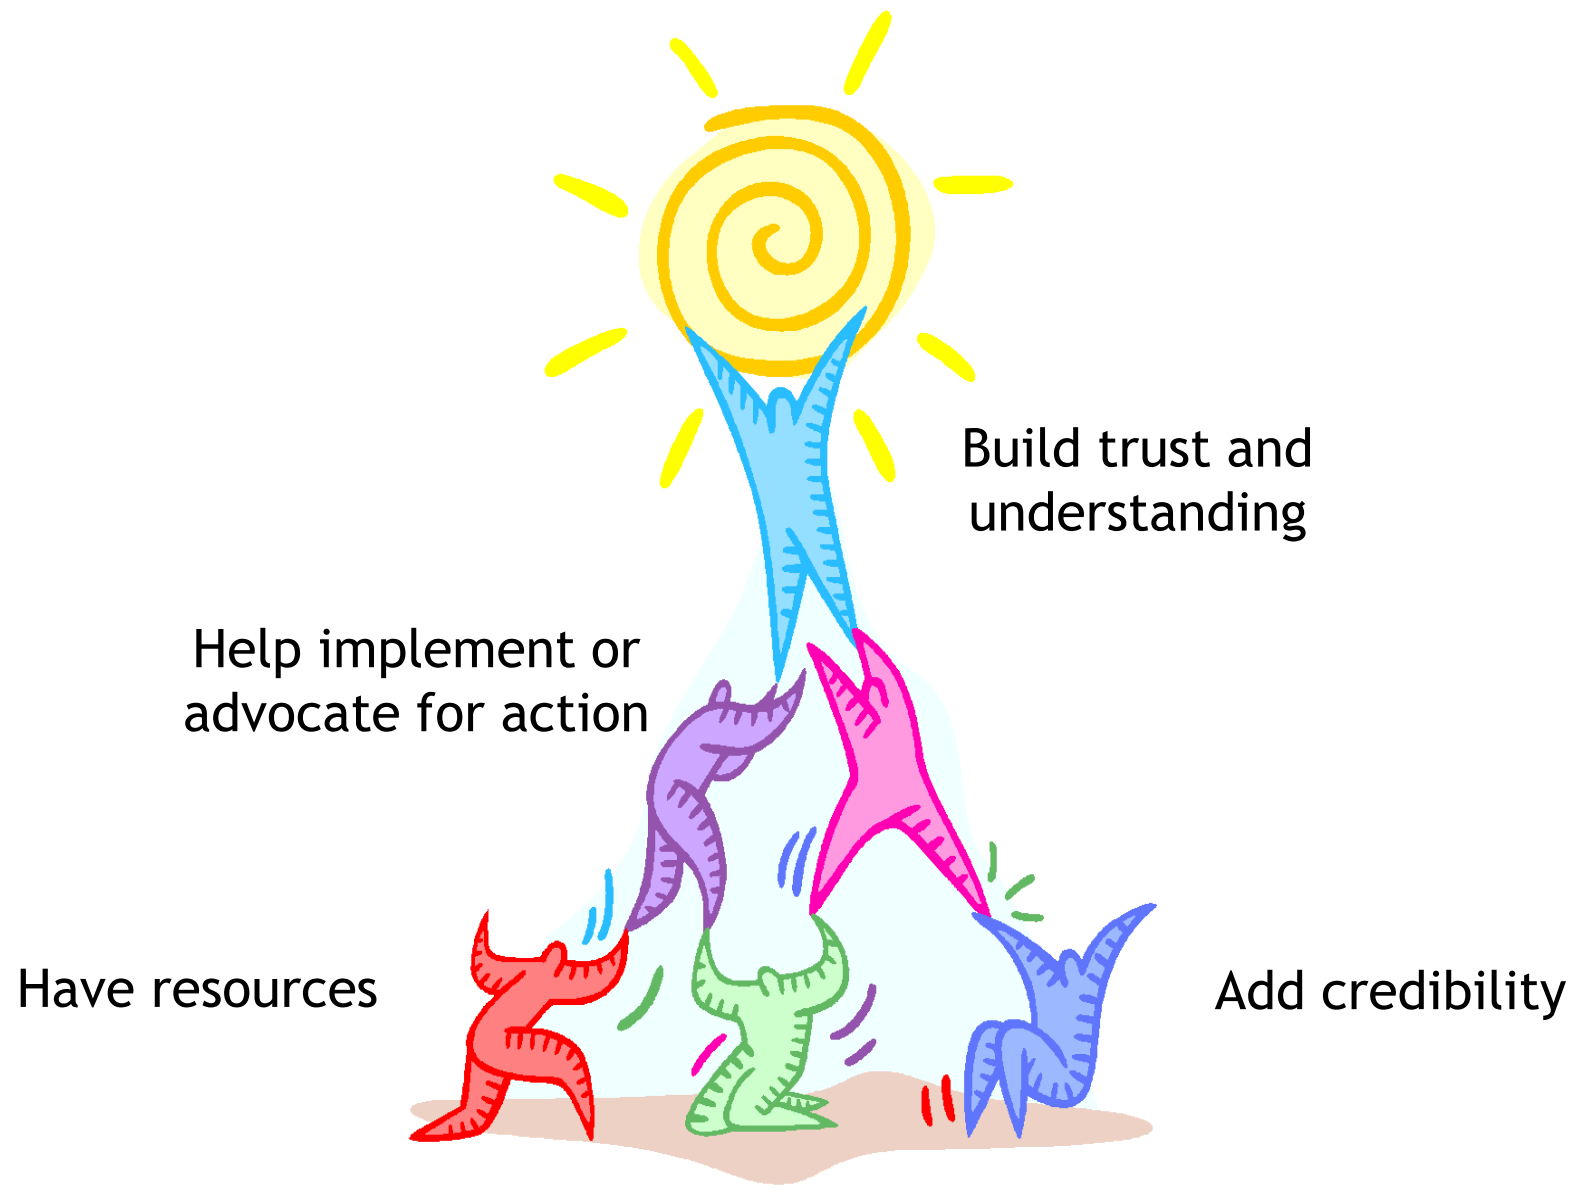 Build trust and
understanding
Help implement or
advocate for action
Have resources
Add credibility